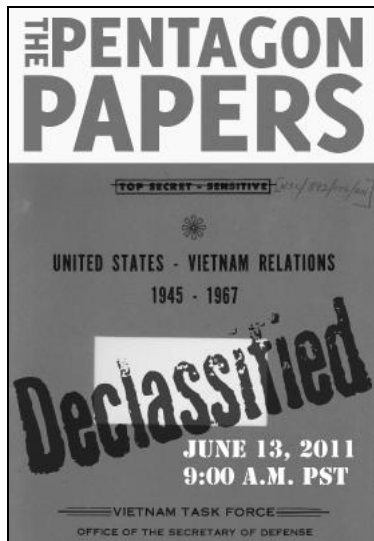 THE PENTAGON
PAPERS
TOP SECRET - SENSITIVE
UNITED STATES - VIETNAM RELATIONS
1945 - 1967
Declassified
JUNE 13, 2011
9:00 A.M. PST
VIETNAM TASK FORCE
OFFICE OF THE SECRETARY OF DEFENSE